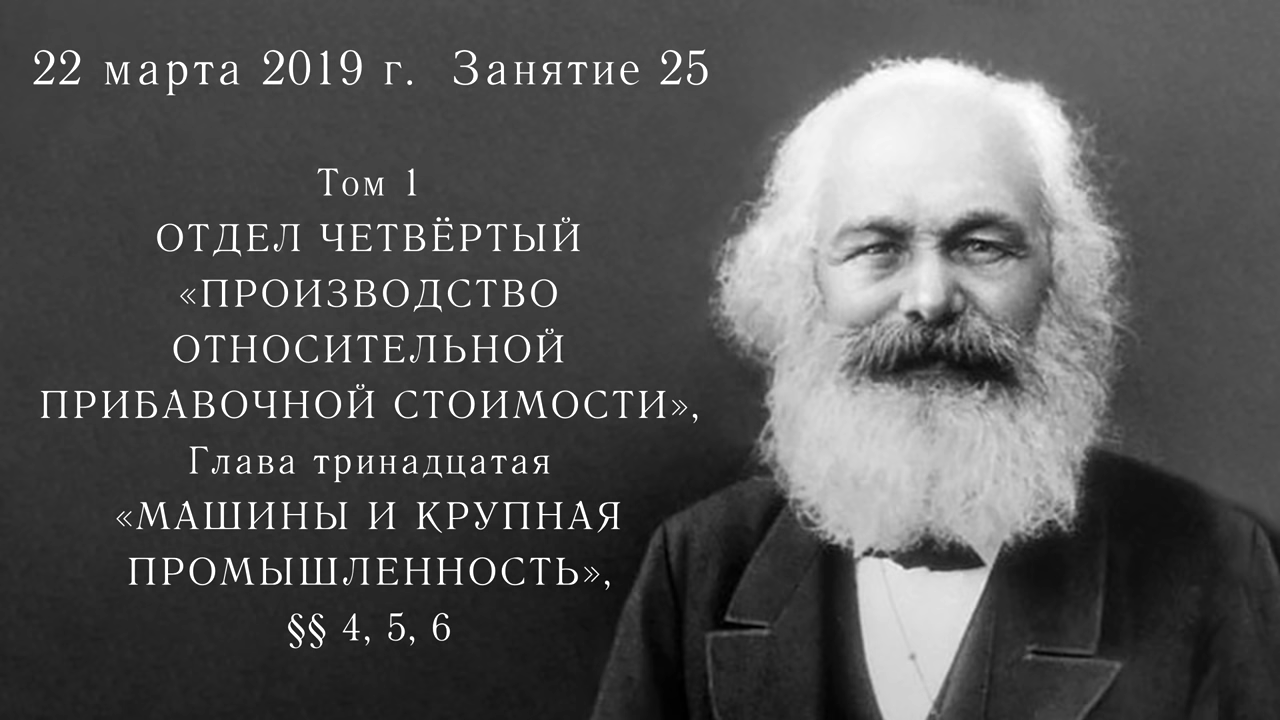 22 марта 2019 г. Занятие 25
Том 1
ОТДЕЛ ЧЕТВЁРТЫЙ
«ПРОИЗВОДСТВО
ОТНОСИТЕЛЬНОЙ
ПРИБАВОЧНОЙ СТОИМОСТИ»,
Глава тринадцатая
«МАШИНЫ И КРУПНАЯ
ПРОМЫШЛЕННОСТЬ»,
§§ 4, 5, 6